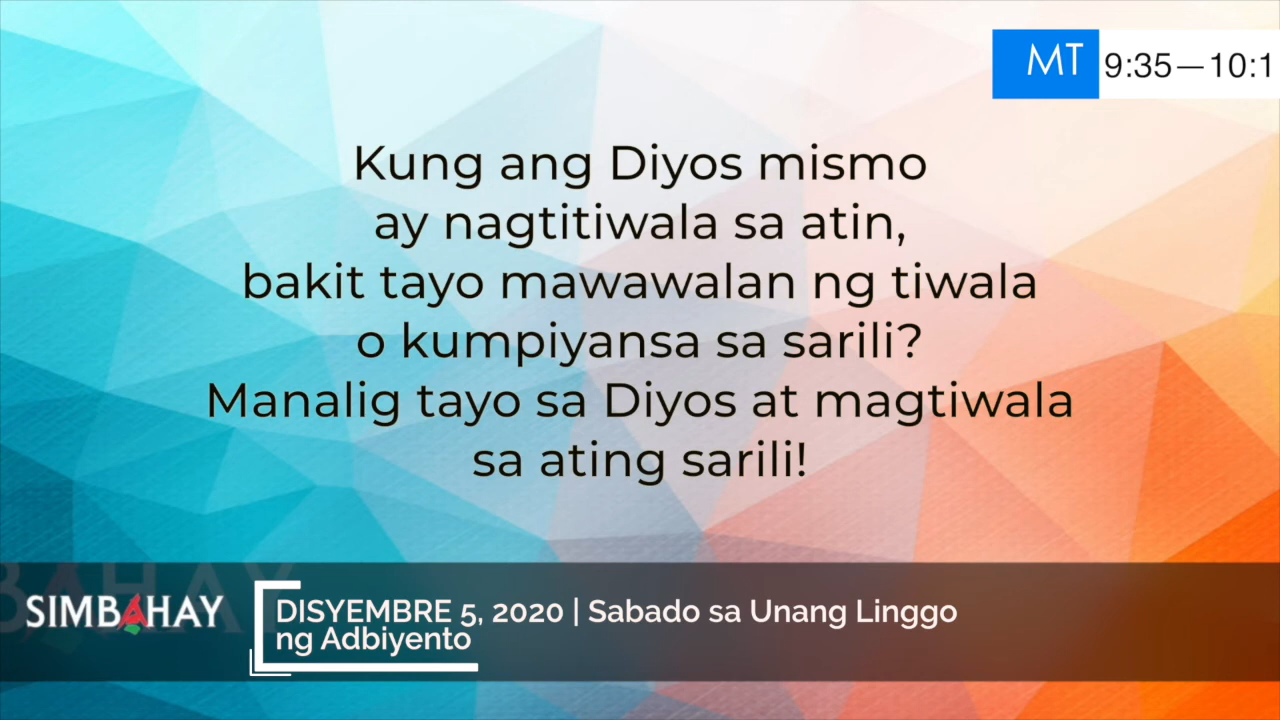 MT 9:35—10:1
Kung ang Diyos mismo
ay nagtitiwala sa atin,
bakit tayo mawawalan ng tiwala
o kumpiyansa sa sarili?
Manalig tayo sa Diyos at magtiwala
sa ating sarili!
SIMBAHAY
DISYEMBRE 5, 2020 | Sabado sa Unang Linggo
ng Adbiyento